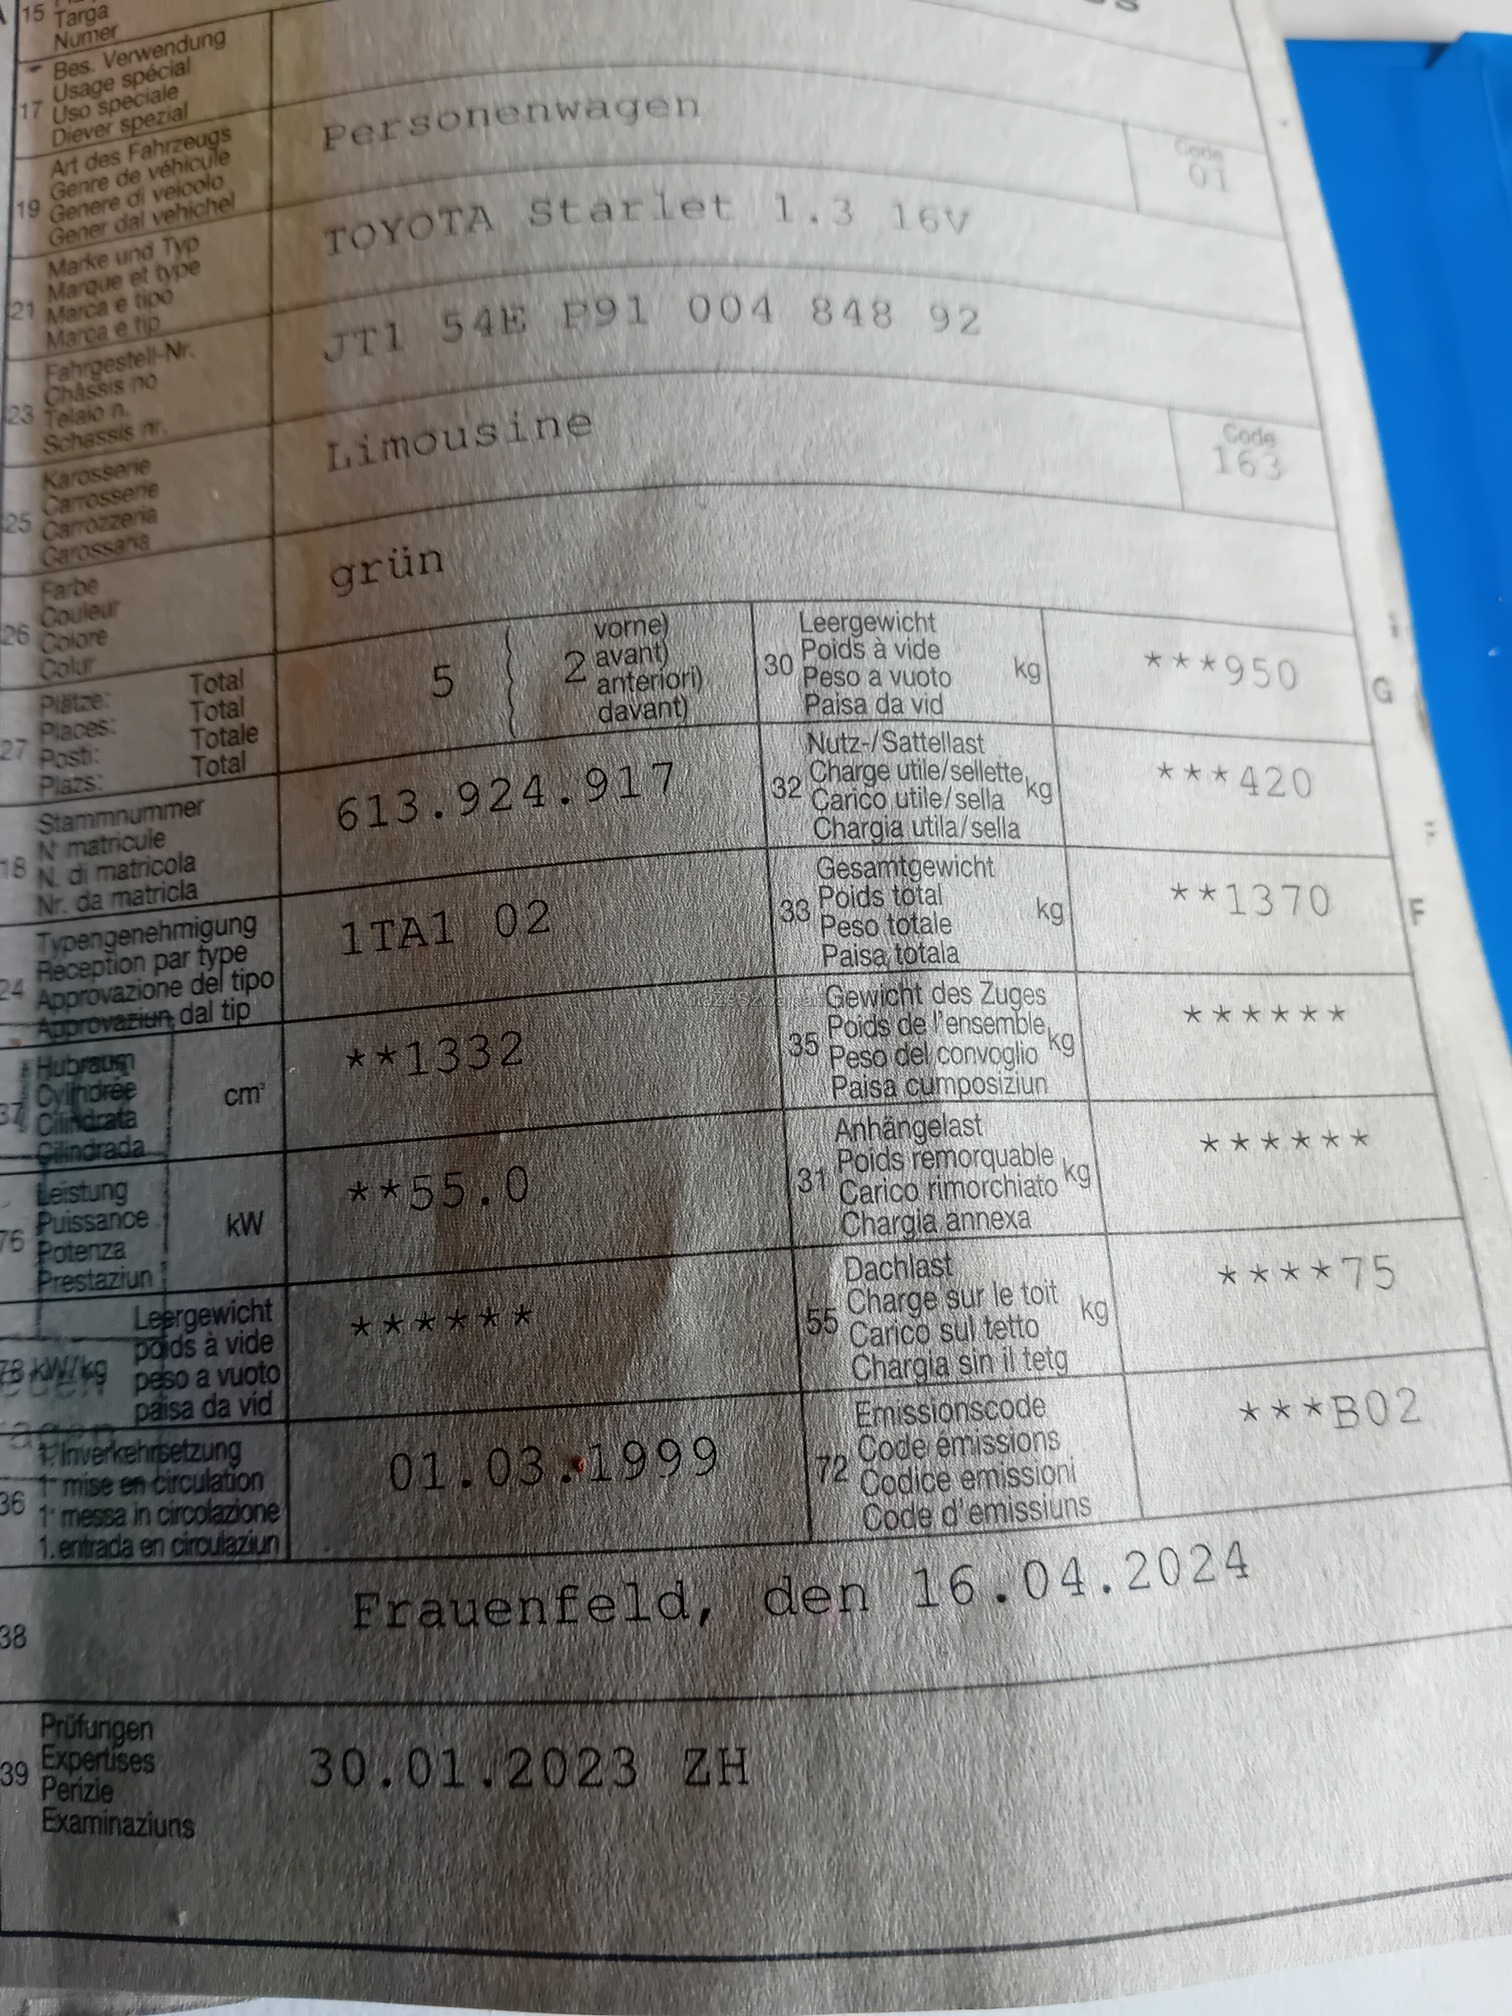 15 Targa
Numer
Bes. Verwendung
Usage spécial
17 Uso speciale
Diever spezial
Art des Fahrzeugs
Genre de véhicule
19 Genere di veicolo
Gener dal vehichel
Personenwagen
Code
01
Marke und Typ
Marque et type
21 Marca e tipo
Marca e tip
TOYOTA Starlet 1.3 16V
Fahrgestell-Nr.
Châssis no
23 Telaio n.
Schassis nr.
JT1 54E P91 004 848 92
Karosserie
Carrosserie
25 Carrozzeria
Carossaria
Limousine
Code
163
Farbe
Couleur
26 Colore
Colur
grün
Plätze: Total
Places: Total
27 Posti: Totale
Plazs: Total
5 2 vorne)
avant)
anteriori)
davant)
Leergewicht
30 Poids à vide
Peso a vuoto kg
Paisa da vid
***950
G
Stammnummer
18 N° matricule
N. di matricola
Nr. da matricla
613.924.917
Nutz-/Sattellast
32 Charge utile/sellette kg
Carico utile/sella
Chargia utila/sella
***420
Typengenehmigung
24 Réception par type
Approvazione del tipo
Approvaziun dal tip
1TA1 02
Gesamtgewicht
33 Poids total kg
Peso totale
Paisa totala
**1370
F
Hubraum
37 Cylindrée cm³
Cilindrata
Cilindrada
**1332
Gewicht des Zuges
35 Poids de l'ensemble kg
Peso del convoglio
Paisa cumposiziun
******
Leistung
76 Puissance kW
Potenza
Prestaziun
**55.0
Anhängelast
31 Poids remorquable kg
Carico rimorchiato
Chargia annexa
******
Leergewicht
poids à vide
78 kW/kg peso a vuoto
paisa da vid
******
Dachlast
55 Charge sur le toit kg
Carico sul tetto
Chargia sin il tetg
****75
1. Inverkehrsetzung
36 1e mise en circulation
1a messa in circolazione
1. entrada en circulaziun
01.03.1999
Emissionscode
72 Code émissions
Codice emissioni
Code d'emissiuns
***B02
38 Frauenfeld, den 16.04.2024
Prüfungen
39 Expertises
Perizie
Examinaziuns
30.01.2023 ZH